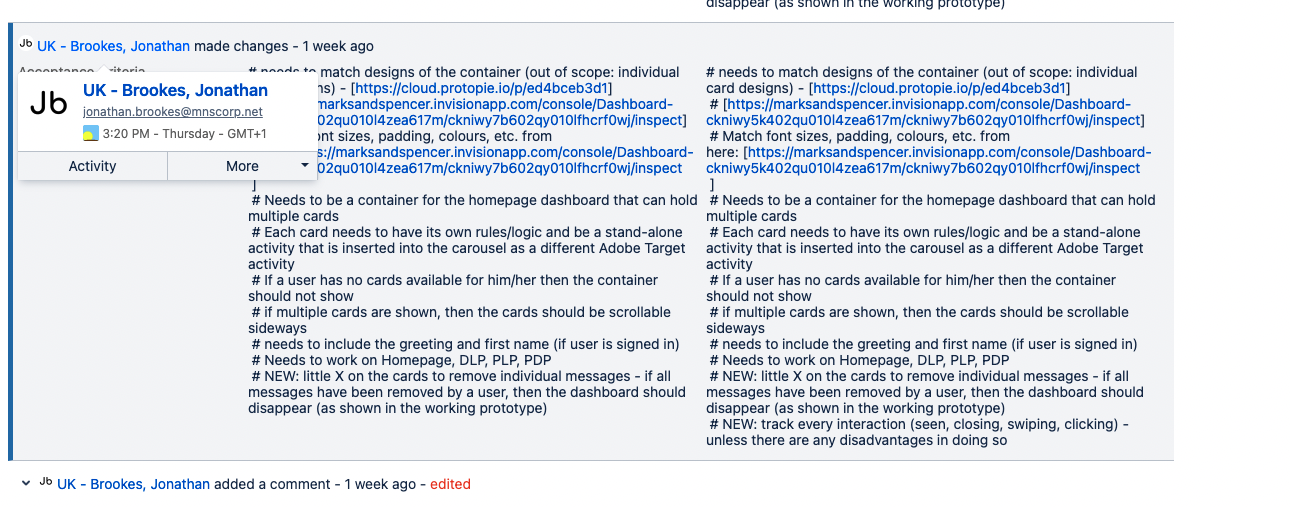 disappear (as shown in the working prototype)
Jb UK - Brookes, Jonathan made changes - 1 week ago
Acceptance Criteria
UK - Brookes, Jonathan
Jb
jonathan.brookes@mnscorp.net
3:20 PM - Thursday - GMT+1
Activity
More
# needs to match designs of the container (out of scope: individual
ns) - [https://cloud.protopie.io/p/ed4bceb3d1]
marksandspencer.invisionapp.com/console/Dashboard-
02qu010l4zea617m/ckniwy7b602qy010lfhcrf0wj/inspect]
ont sizes, padding, colours, etc. from
s://marksandspencer.invisionapp.com/console/Dashboard-
02qu010l4zea617m/ckniwy7b602qy010lfhcrf0wj/inspect
]
# Needs to be a container for the homepage dashboard that can hold
multiple cards
# Each card needs to have its own rules/logic and be a stand-alone
activity that is inserted into the carousel as a different Adobe Target
activity
# If a user has no cards available for him/her then the container
should not show
# if multiple cards are shown, then the cards should be scrollable
sideways
# needs to include the greeting and first name (if user is signed in)
# Needs to work on Homepage, DLP, PLP, PDP
# NEW: little X on the cards to remove individual messages - if all
messages have been removed by a user, then the dashboard should
disappear (as shown in the working prototype)
# needs to match designs of the container (out of scope: individual
card designs) - [https://cloud.protopie.io/p/ed4bceb3d1]
# [https://marksandspencer.invisionapp.com/console/Dashboard-
ckniwy5k402qu010l4zea617m/ckniwy7b602qy010lfhcrf0wj/inspect]
# Match font sizes, padding, colours, etc. from
here: [https://marksandspencer.invisionapp.com/console/Dashboard-
ckniwy5k402qu010l4zea617m/ckniwy7b602qy010lfhcrf0wj/inspect
]
# Needs to be a container for the homepage dashboard that can hold
multiple cards
# Each card needs to have its own rules/logic and be a stand-alone
activity that is inserted into the carousel as a different Adobe Target
activity
# If a user has no cards available for him/her then the container
should not show
# if multiple cards are shown, then the cards should be scrollable
sideways
# needs to include the greeting and first name (if user is signed in)
# Needs to work on Homepage, DLP, PLP, PDP
# NEW: little X on the cards to remove individual messages - if all
messages have been removed by a user, then the dashboard should
disappear (as shown in the working prototype)
# NEW: track every interaction (seen, closing, swiping, clicking) -
unless there are any disadvantages in doing so
Jb UK - Brookes, Jonathan added a comment - 1 week ago - edited